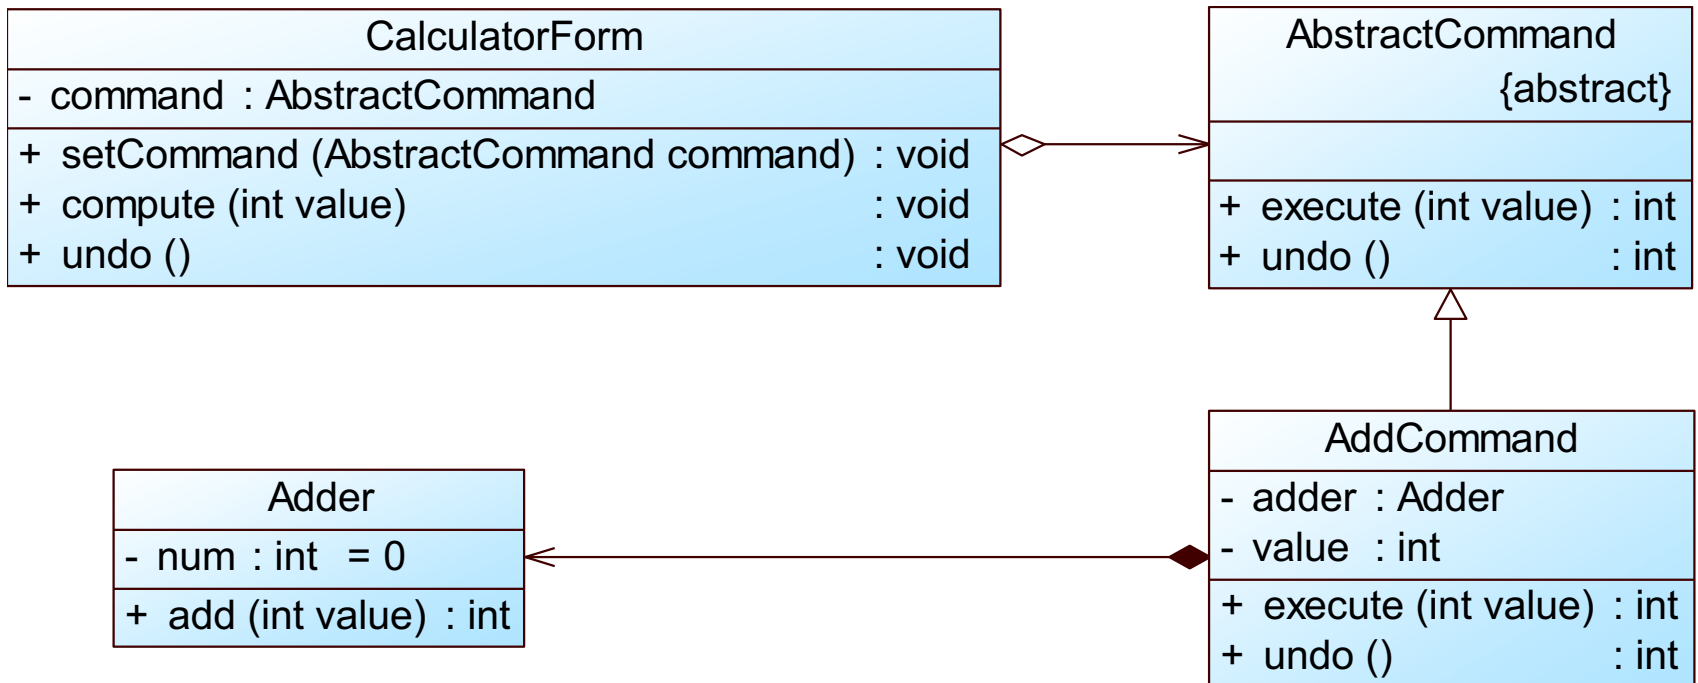 CalculatorForm
- command : AbstractCommand
+ setCommand (AbstractCommand command) : void
+ compute (int value) : void
+ undo () : void
AbstractCommand
{abstract}
+ execute (int value) : int
+ undo () : int
Adder
- num : int = 0
+ add (int value) : int
AddCommand
- adder : Adder
- value : int
+ execute (int value) : int
+ undo () : int